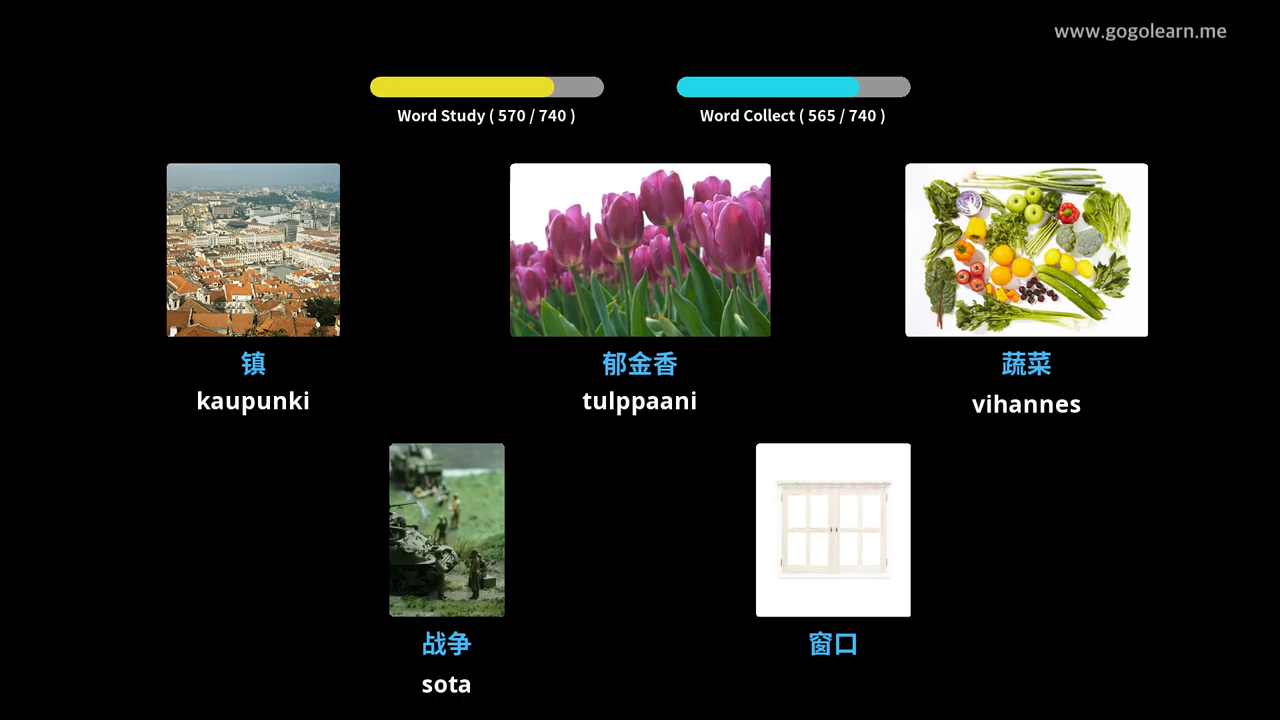 www.gogolearn.me
Word Study ( 570 / 740 )
Word Collect ( 565 / 740 )
镇
kaupunki
郁金香
tulppaani
蔬菜
vihannes
战争
sota
窗口